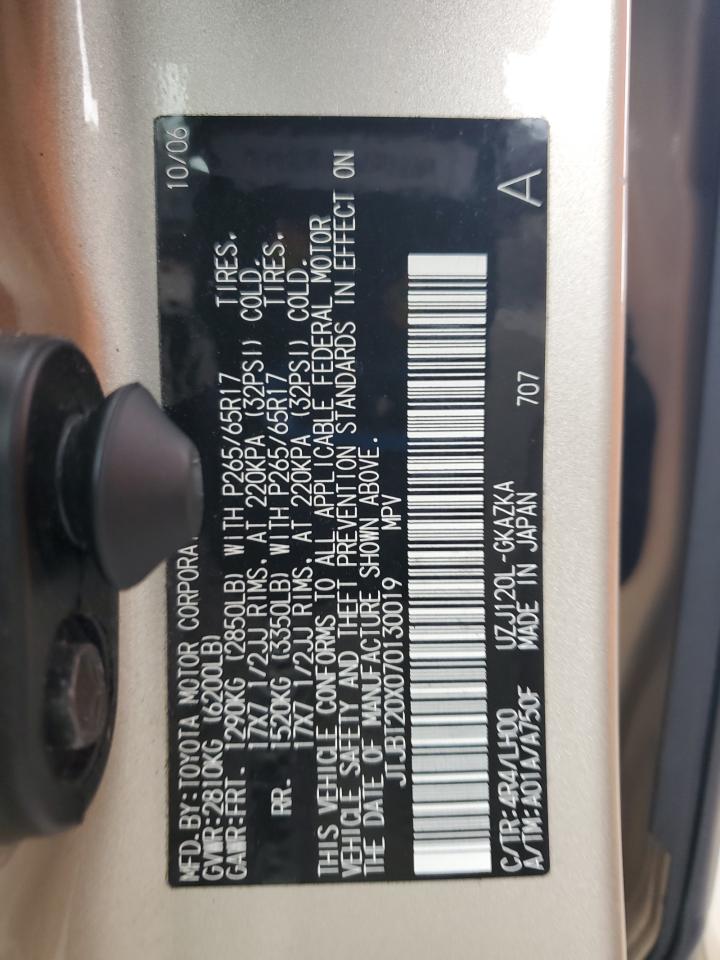 MFD.BY:TOYOTA MOTOR CORPORA 10/06
GVWR:2810KG (6200LB)
GAWR:FRT. 1290KG (2850LB) WITH P265/65R17 TIRES.
17X7 1/2JJ RIMS. AT 220KPA (32PSI) COLD.
RR. 1520KG (3350LB) WITH P265/65R17 TIRES.
17X7 1/2JJ RIMS. AT 220KPA (32PSI) COLD.
THIS VEHICLE CONFORMS TO ALL APPLICABLE FEDERAL MOTOR
VEHICLE SAFETY AND THEFT PREVENTION STANDARDS IN EFFECT ON
THE DATE OF MANUFACTURE SHOWN ABOVE.
JTJBT20X070130019 MPV
C/TR:4R4/LH00 UZJ120L-GKAZKA 707 A
A/TM:A01A/A750F MADE IN JAPAN